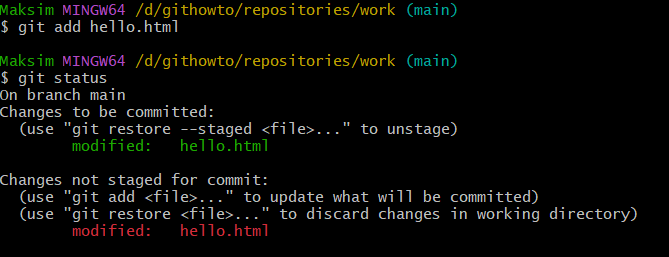 Maksim MINGW64 /d/githowto/repositories/work (main)
$ git add hello.html

Maksim MINGW64 /d/githowto/repositories/work (main)
$ git status
On branch main
Changes to be committed:
  (use "git restore --staged <file>..." to unstage)
        modified:   hello.html

Changes not staged for commit:
  (use "git add <file>..." to update what will be committed)
  (use "git restore <file>..." to discard changes in working directory)
        modified:   hello.html